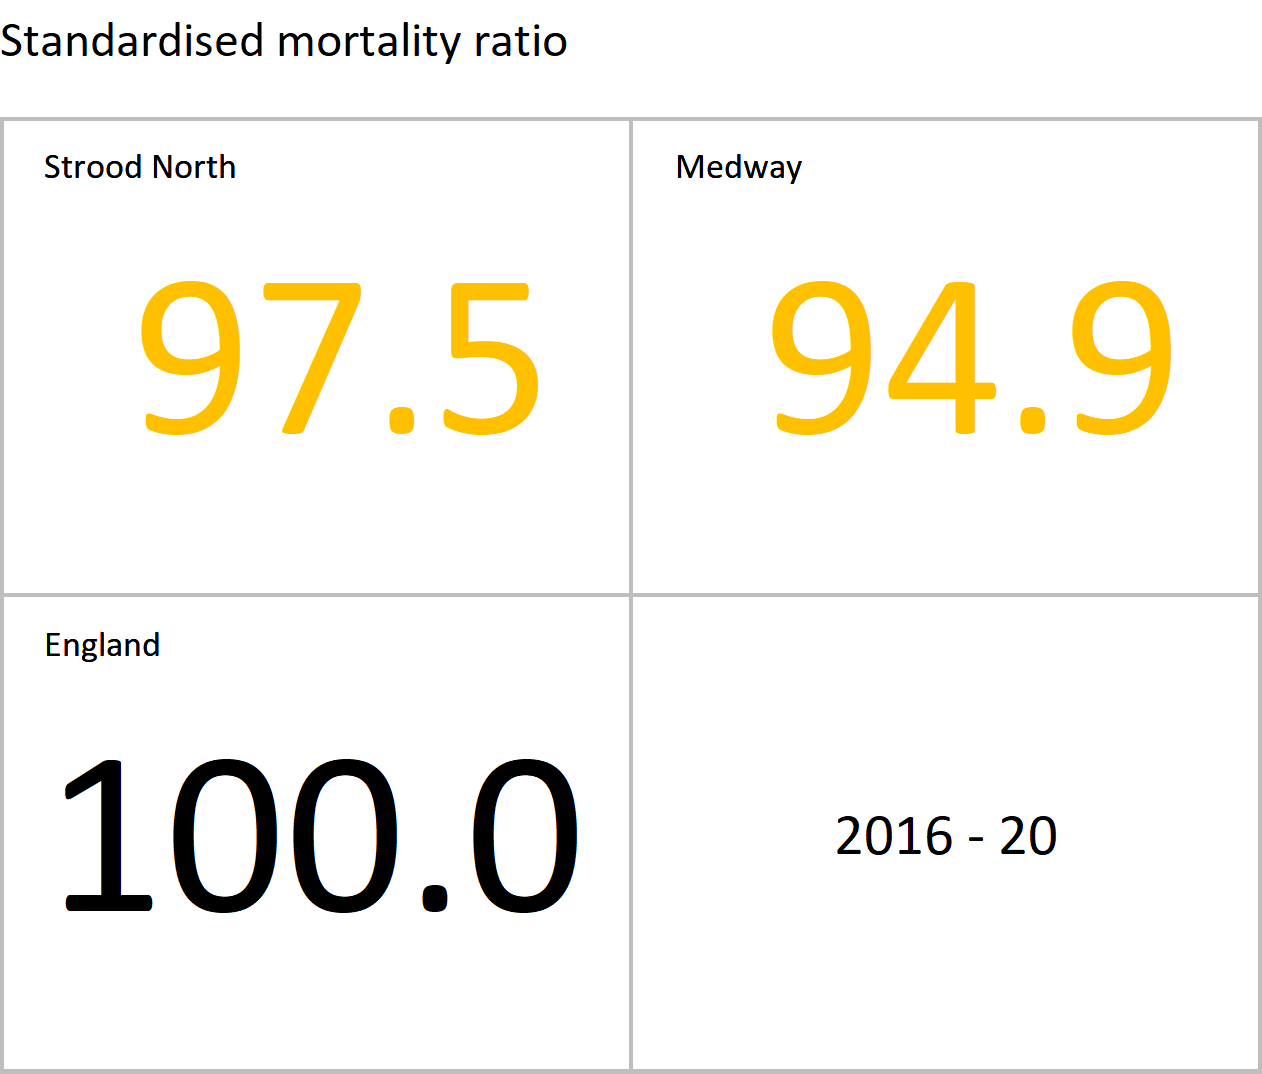 Standardised mortality ratio
Strood North
Medway
97.5
94.9
England
100.0
2016 - 20